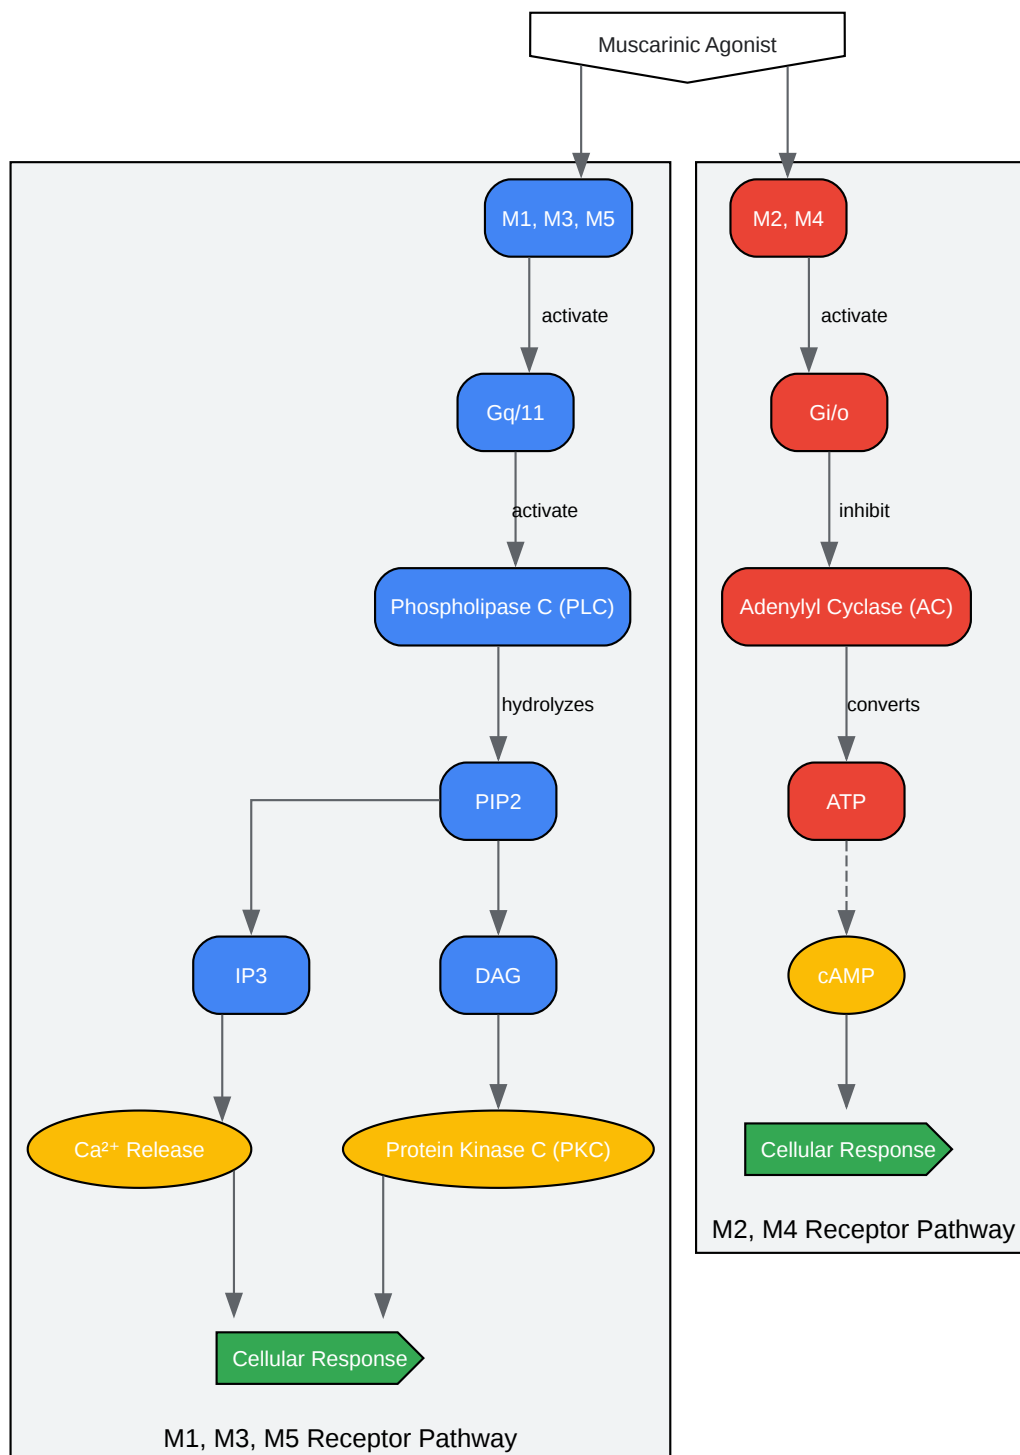 Muscarinic Agonist
M1, M3, M5
M2, M4
activate
activate
Gq/11
Gi/o
activate
inhibit
Phospholipase C (PLC)
Adenylyl Cyclase (AC)
hydrolyzes
converts
PIP2
ATP
IP3
DAG
cAMP
Ca²⁺ Release
Protein Kinase C (PKC)
Cellular Response
M2, M4 Receptor Pathway
Cellular Response
M1, M3, M5 Receptor Pathway